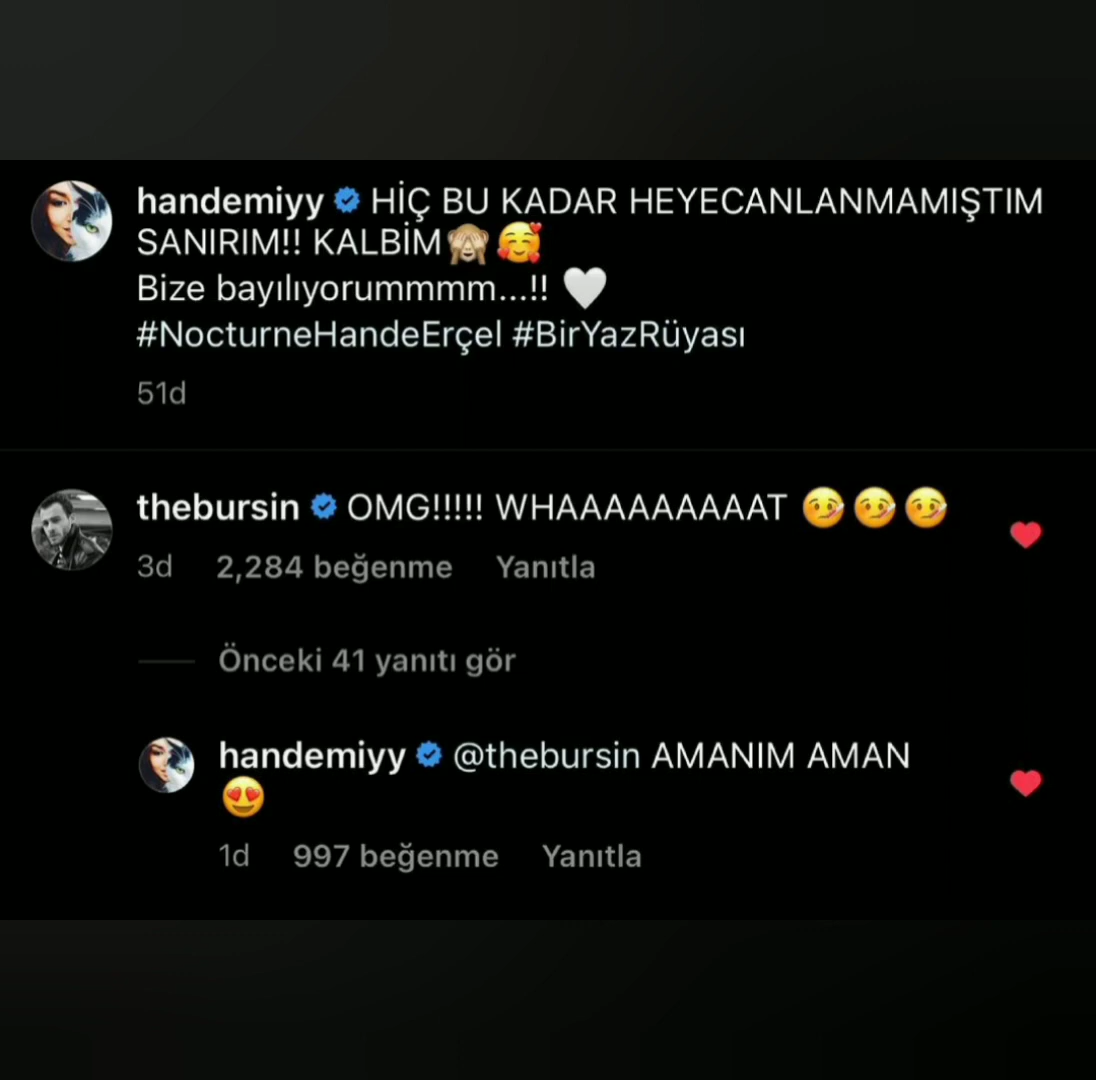 handemiyy HİÇ BU KADAR HEYECANLANMAMIŞTIM
SANIRIM!! KALBİM🙈🥰
Bize bayılıyorummmm...!! 🤍
#NocturneHandeErçel #BirYazRüyası
51d
thebursin OMG!!!!! WHAAAAAAAAAT 🤒🤒🤒
3d 2,284 beğenme Yanıtla
Önceki 41 yanıtı gör
handemiyy @thebursin AMANIM AMAN
😍
1d 997 beğenme Yanıtla